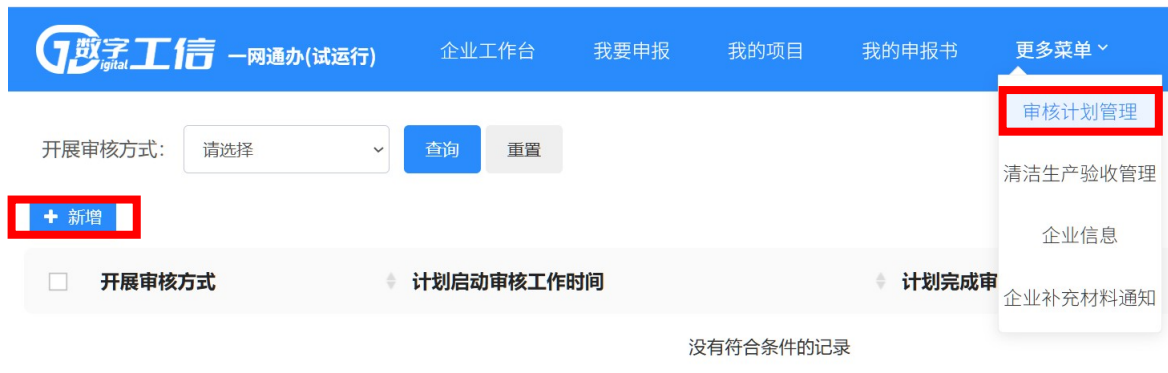 数字工信 igital 一网通办(试运行) 企业工作台 我要申报 我的项目 我的申报书 更多菜单
审核计划管理
开展审核方式: 请选择 查询 重置
清洁生产验收管理
+ 新增
企业信息
开展审核方式 计划启动审核工作时间 计划完成审
企业补充材料通知
没有符合条件的记录